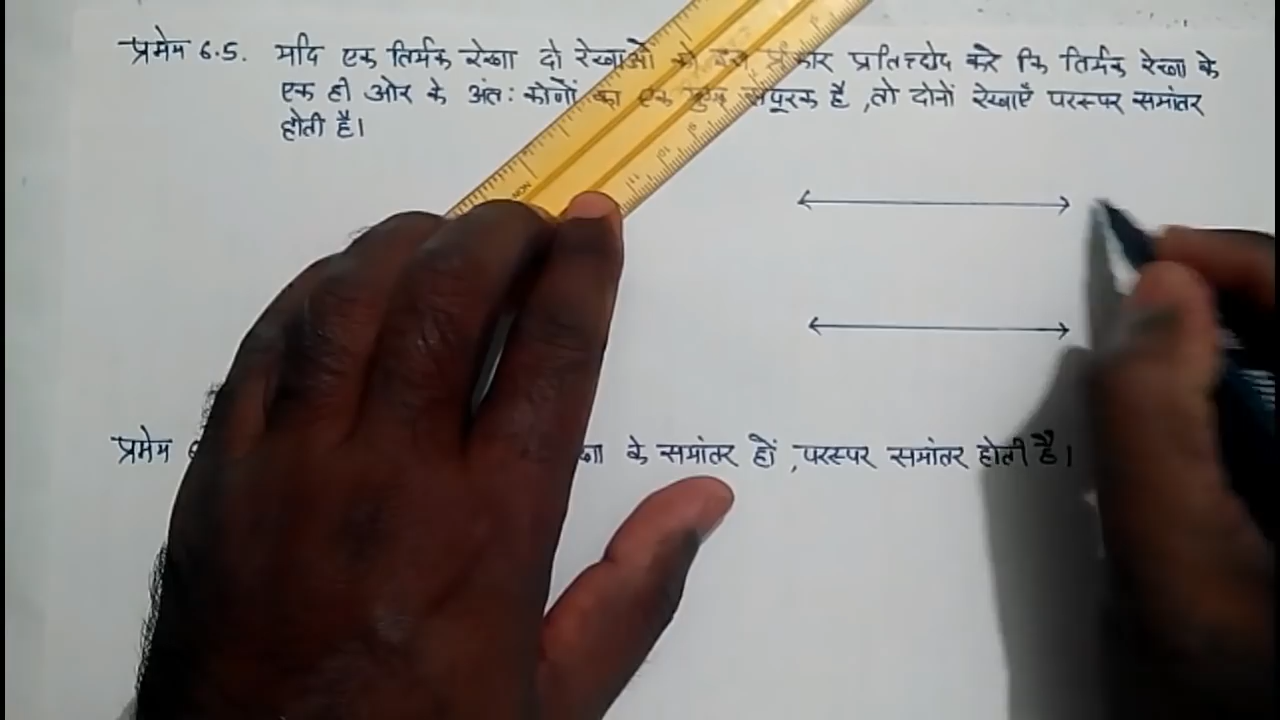 प्रमेय 6.5. यदि एक तिर्यक रेखा दो रेखाओं को इस प्रकार प्रतिच्छेद करे कि तिर्यक रेखा के
एक ही ओर के अंतः कोणों का एक युग्म संपूरक है ,तो दोनों रेखाएँ परस्पर समांतर
होती है।
प्रमेय के समांतर हों ,परस्पर समांतर होती है।